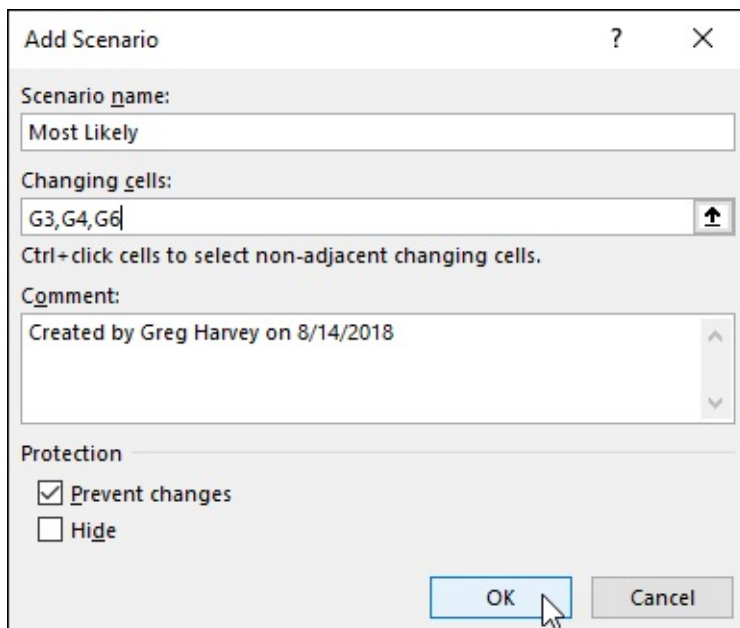 Add Scenario ?
Scenario name:
Most Likely
Changing cells:
G3,G4,G6
Ctrl+click cells to select non-adjacent changing cells.
Comment:
Created by Greg Harvey on 8/14/2018
Protection
Prevent changes
Hide
OK Cancel